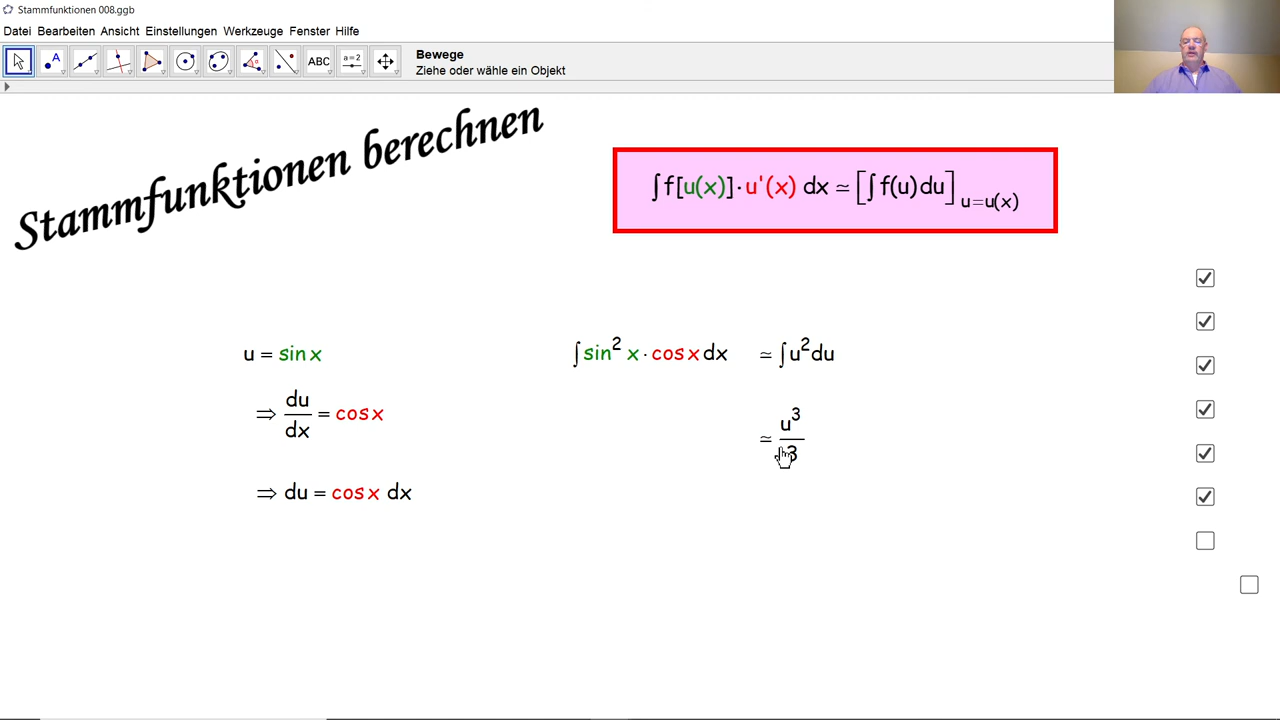 Stammfunktionen 008.ggb
Datei Bearbeiten Ansicht Einstellungen Werkzeuge Fenster Hilfe
A ABC a=2
Bewege
Ziehe oder wähle ein Objekt
Stammfunktionen berechnen
∫f[u(x)]·u'(x) dx ≃ [∫f(u)du] u=u(x)
u = sin x
⇒ du/dx = cos x
⇒ du = cos x dx
∫sin² x · cos x dx ≃ ∫u²du
≃ u³/3